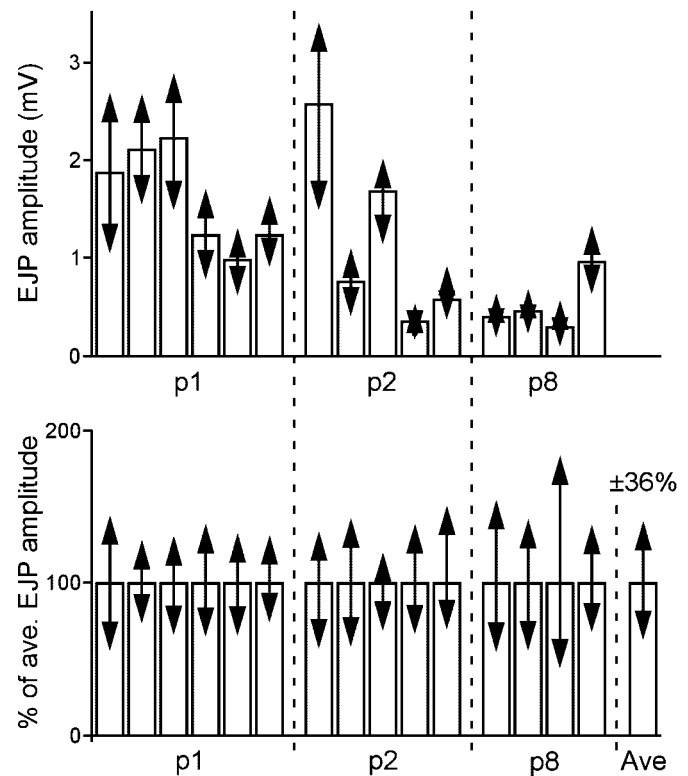 EJP amplitude (mV)
3
2
1
0
p1
p2
p8
% of ave. EJP amplitude
200
±36%
100
0
p1
p2
p8
Ave